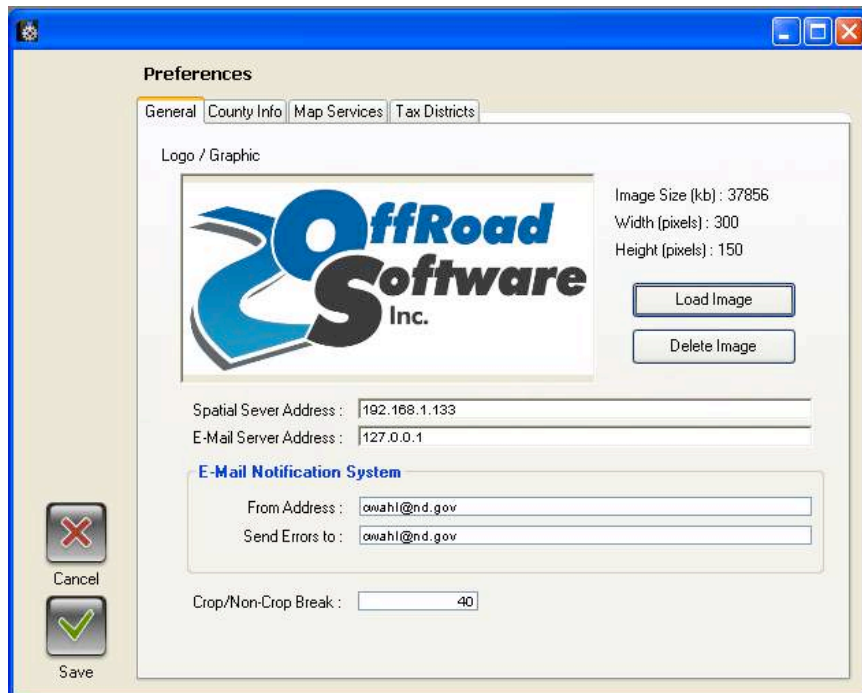 Preferences
General County Info Map Services Tax Districts
Logo / Graphic
OffRoad
Software
Inc.
Image Size (kb) : 37856
Width (pixels) : 300
Height (pixels) : 150
Load Image
Delete Image
Spatial Sever Address : 192.168.1.133
E-Mail Server Address : 127.0.0.1
E-Mail Notification System
From Address : cwahl@nd.gov
Send Errors to : cwahl@nd.gov
Cancel
Crop/Non-Crop Break : 40
Save